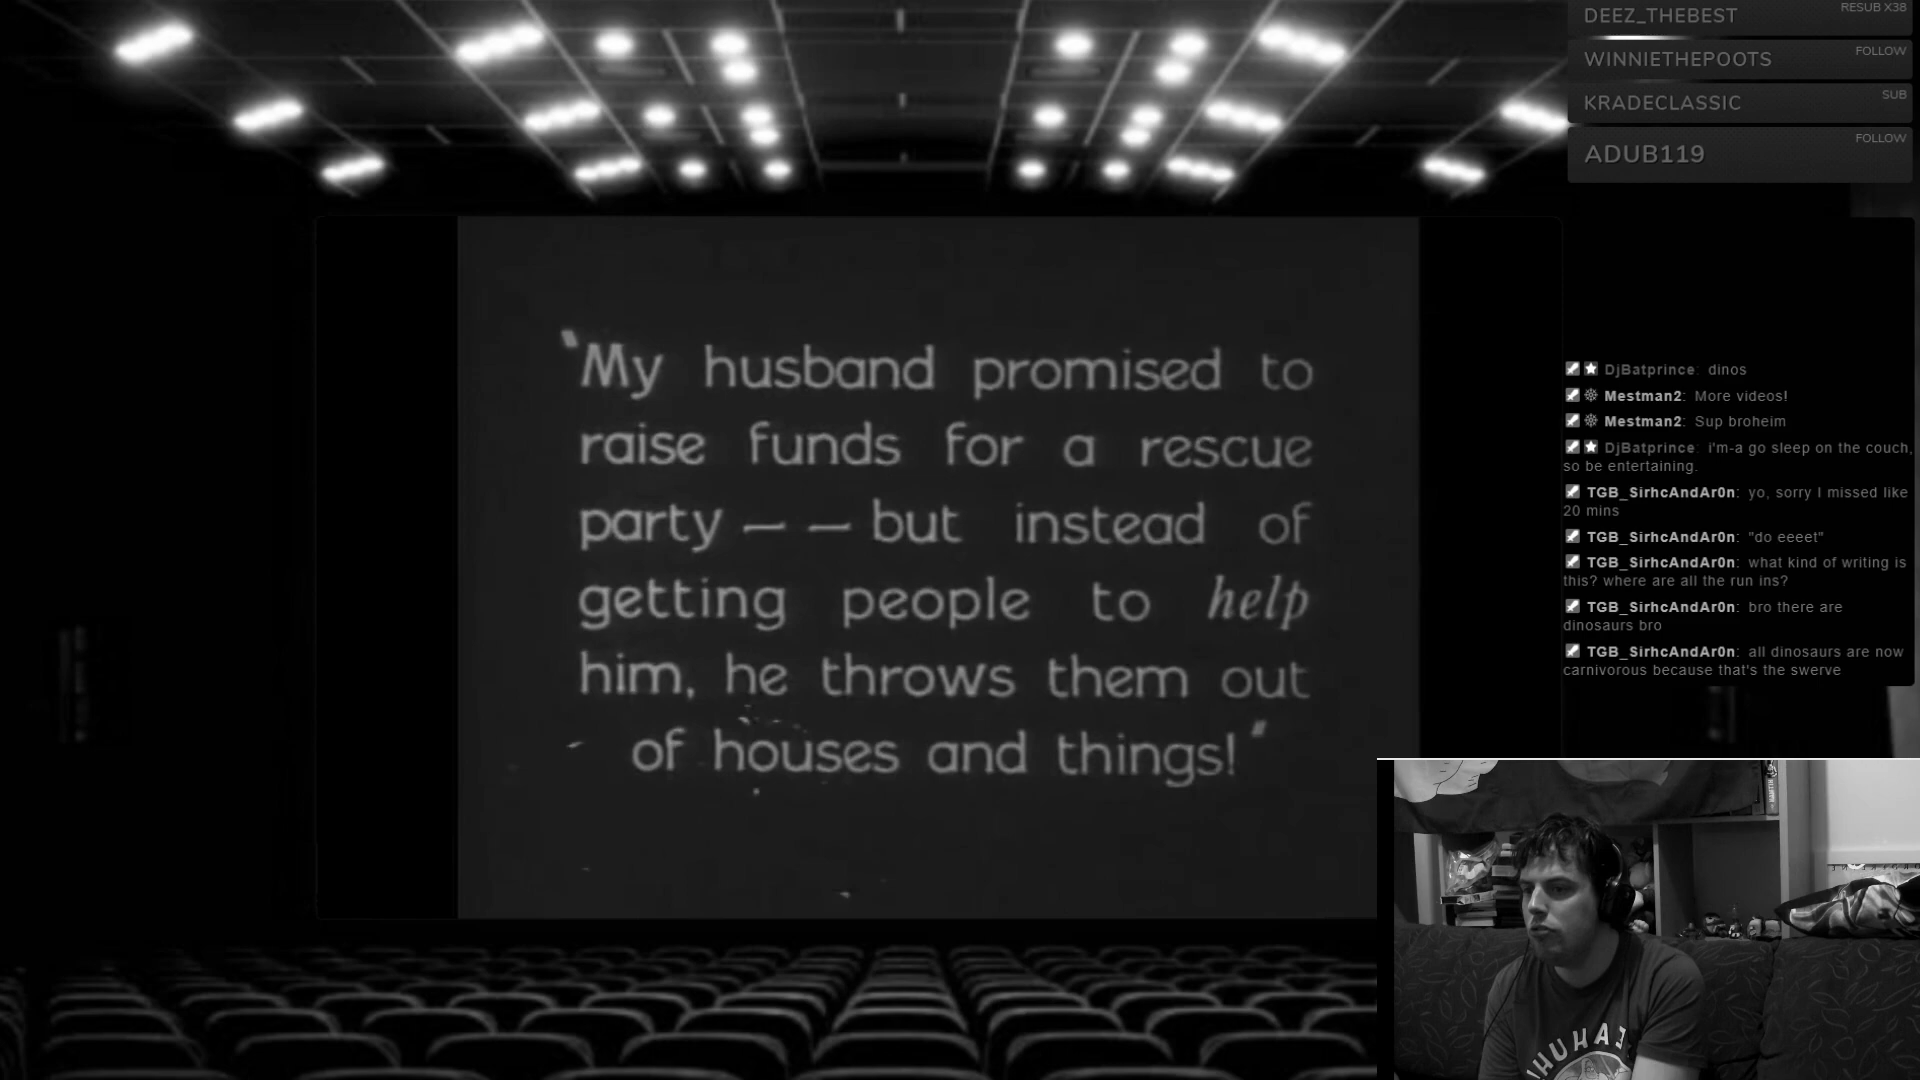 DEEZ_THEBEST RESUB X38
WINNIETHEPOOTS FOLLOW
KRADECLASSIC SUB
ADUB119 FOLLOW
"My husband promised to
raise funds for a rescue
party — — but instead of
getting people to help
him, he throws them out
of houses and things!"
DjBatprince: dinos
Mestman2: More videos!
Mestman2: Sup broheim
DjBatprince: i'm-a go sleep on the couch,
so be entertaining.
TGB_SirhcAndAr0n: yo, sorry I missed like
20 mins
TGB_SirhcAndAr0n: "do eeeet"
TGB_SirhcAndAr0n: what kind of writing is
this? where are all the run ins?
TGB_SirhcAndAr0n: bro there are
dinosaurs bro
TGB_SirhcAndAr0n: all dinosaurs are now
carnivorous because that's the swerve